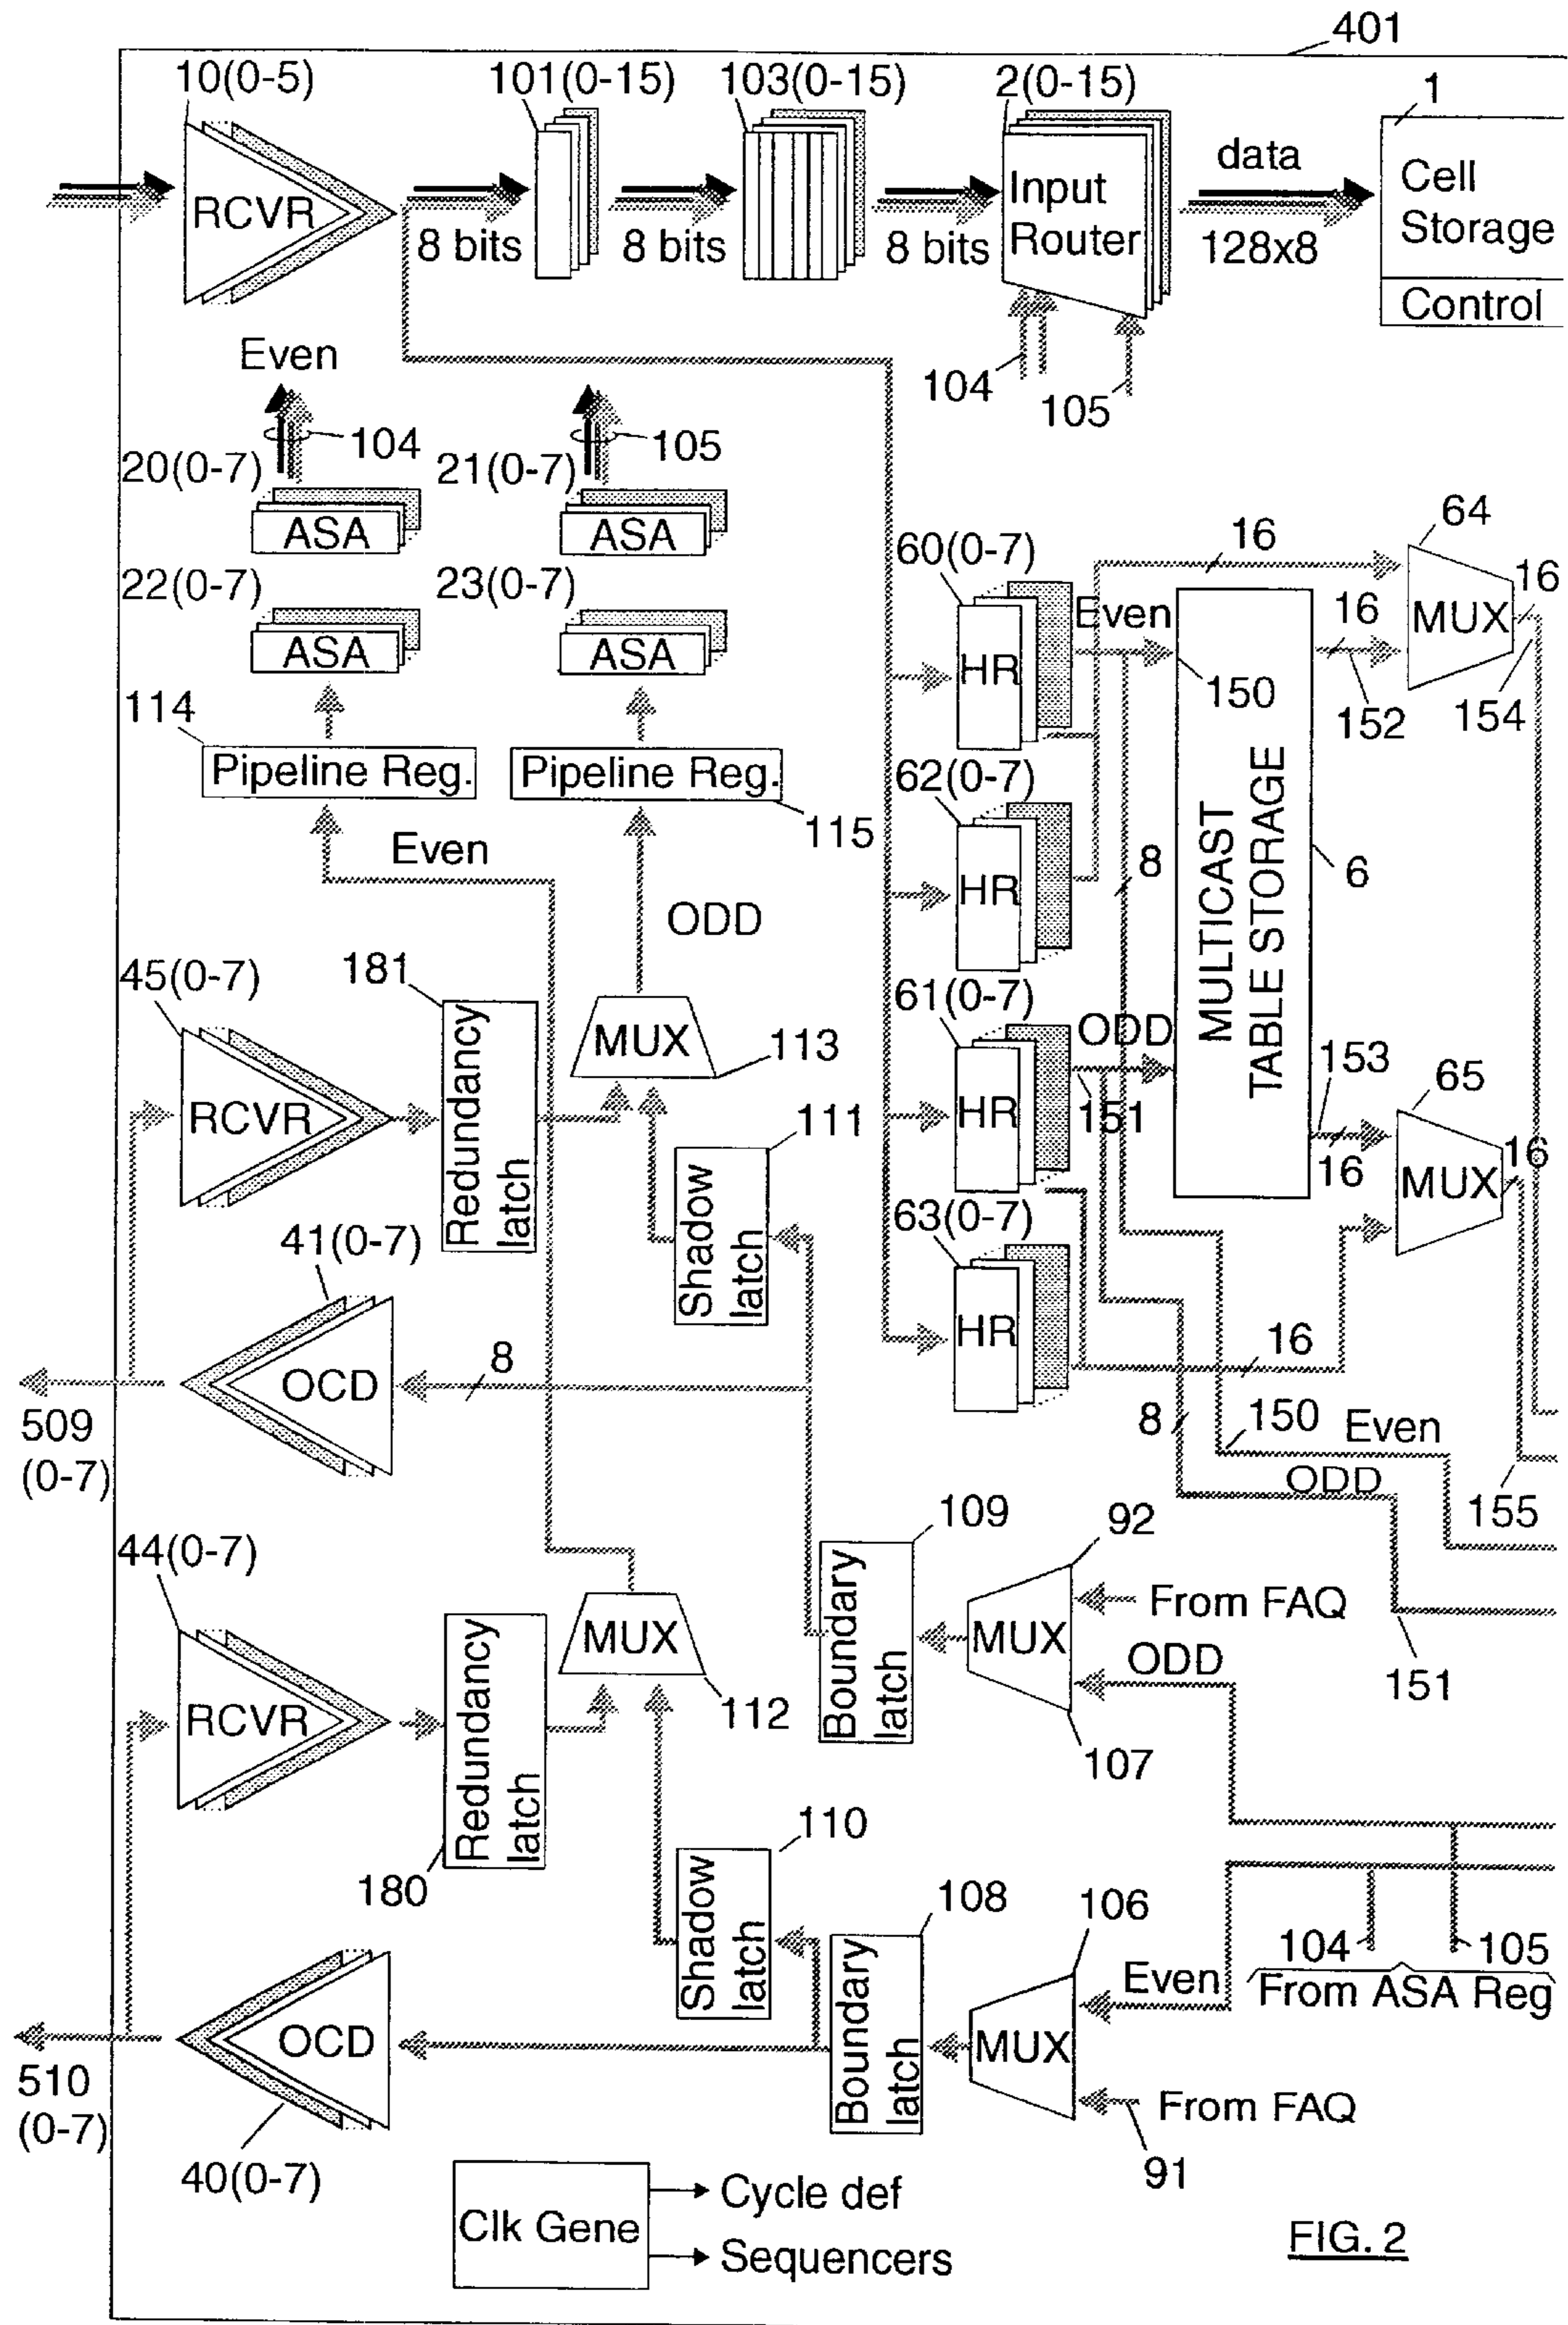 401
10(0-5)
101(0-15)
103(0-15)
2(0-15)
1
RCVR
8 bits
8 bits
8 bits
Input
Router
data
128x8
Cell
Storage
Control
104
105
Even
104
105
20(0-7)
21(0-7)
ASA
ASA
22(0-7)
23(0-7)
ASA
ASA
114
Pipeline Reg.
Pipeline Reg.
115
Even
ODD
60(0-7)
HR
Even
150
16
64
MUX
16
16
152
154
62(0-7)
HR
8
MULTICAST
TABLE STORAGE
6
61(0-7)
HR
ODD
151
153
16
65
MUX
16
63(0-7)
HR
16
8
150
Even
ODD
155
151
45(0-7)
RCVR
181
Redundancy
latch
MUX
113
111
Shadow
latch
41(0-7)
OCD
8
509
(0-7)
44(0-7)
RCVR
Redundancy
latch
180
MUX
112
109
Boundary
latch
92
MUX
From FAQ
ODD
107
110
Shadow
latch
108
Boundary
latch
106
MUX
Even
From FAQ
91
104
105
From ASA Reg
OCD
510
(0-7)
40(0-7)
Clk Gene
Cycle def
Sequencers
FIG. 2